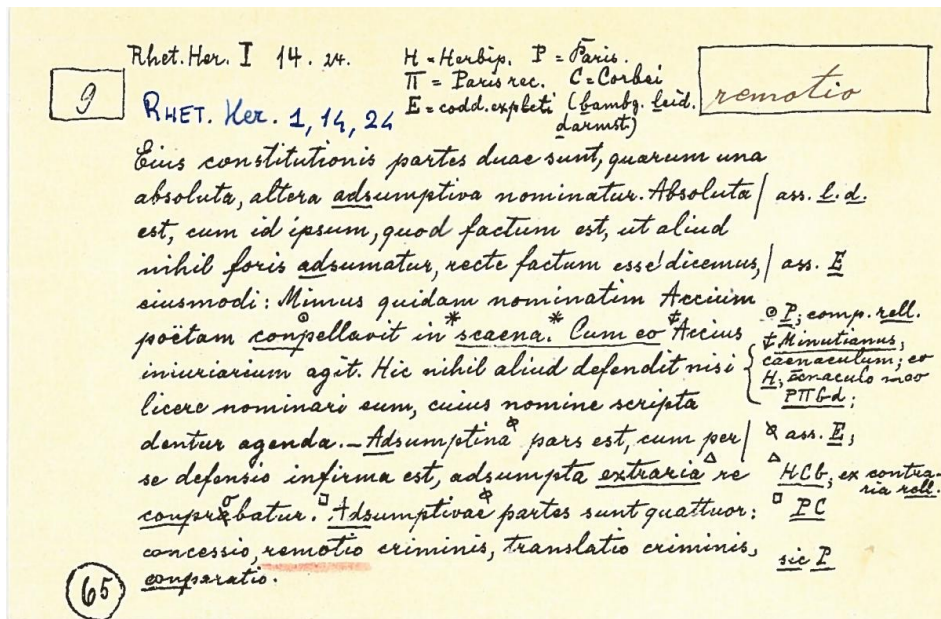 Rhet. Her. I 14. 24.
H = Herbip. P = Paris.
Π = Paris rec. C = Corbei
E = codd. expleti (bambg. leid. darmst.)
9
RHET. Her. 1, 14, 24
remotio
Eius constitutionis partes duae sunt, quarum una
absoluta, altera adsumptiva nominatur. Absoluta / ass. l. d.
est, cum id ipsum, quod factum est, ut aliud
nihil foris adsumatur, recte factum esse dicemus, / ass. E
eiusmodi: Mimus quidam nominatim Accium
poëtam conpellavit in * scaena. * Cum eo ‡ Accius
⊙ P; comp. rell.
‡ Minutianus;
iniuriarum agit. Hic nihil aliud defendit nisi
caenaculum; eo
H; cenaculo meo
licere nominari eum, cuius nomine scripta
PΠbd;
dentur agenda. – Adsumptina pars est, cum per / ass. E;
se defensio infirma est, adsumpta extraria △ re
△ HCb; ex contraria rell.
conprobatur. □ Adsumptivae partes sunt quattuor:
□ PC
concessio, remotio criminis, translatio criminis,
conparatio.
sic P
65